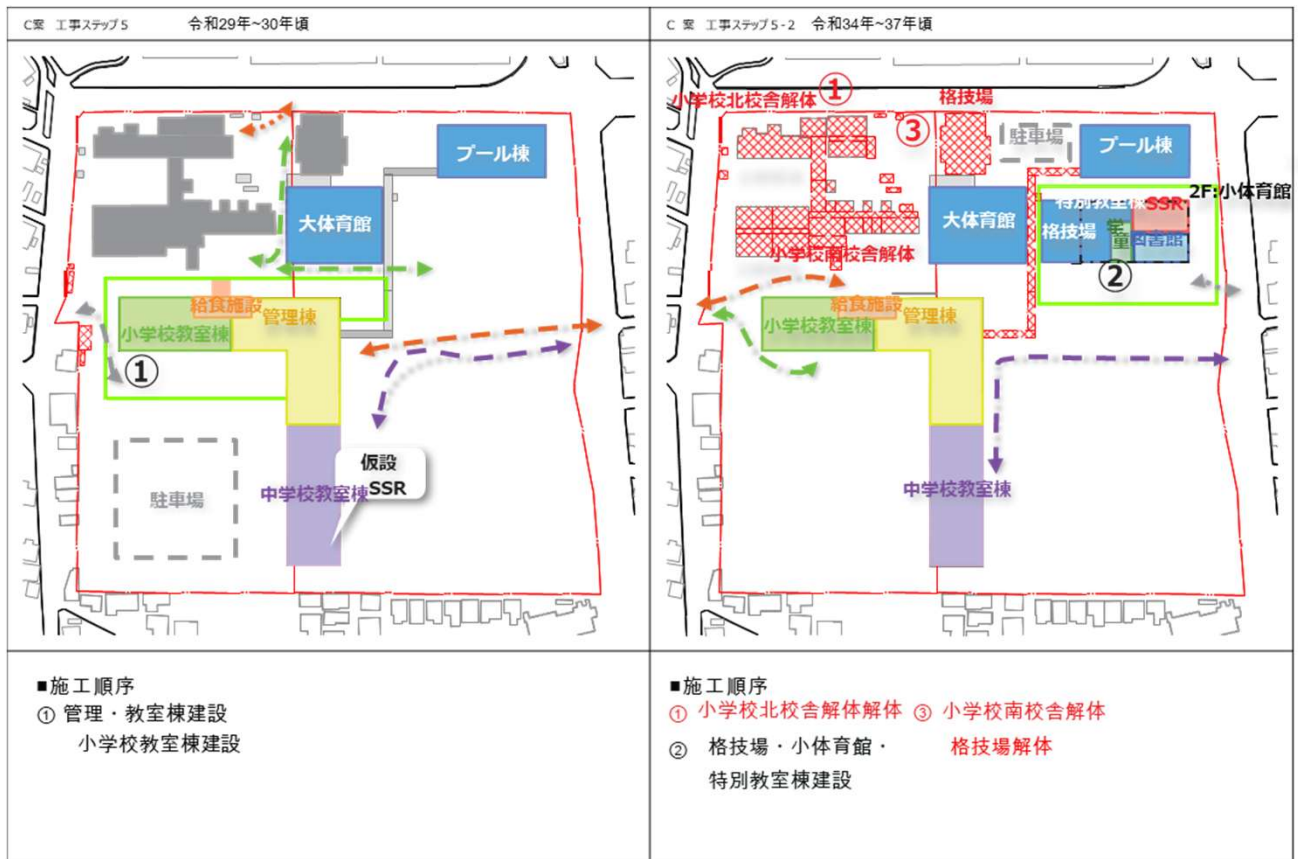 C案 工事ステップ5 令和29年~30年頃
プール棟
大体育館
給食施設
管理棟
小学校教室棟
①
仮設
SSR
中学校教室棟
駐車場
■施工順序
① 管理・教室棟建設
小学校教室棟建設
C 案 工事ステップ5-2 令和34年~37年頃
小学校北校舎解体
①
格技場
③
駐車場
プール棟
2F:小体育館
特別教室棟
SSR
大体育館
格技場
学童
図書館
小学校南校舎解体
②
給食施設
管理棟
小学校教室棟
中学校教室棟
■施工順序
① 小学校北校舎解体解体 ③ 小学校南校舎解体
② 格技場・小体育館・ 格技場解体
特別教室棟建設